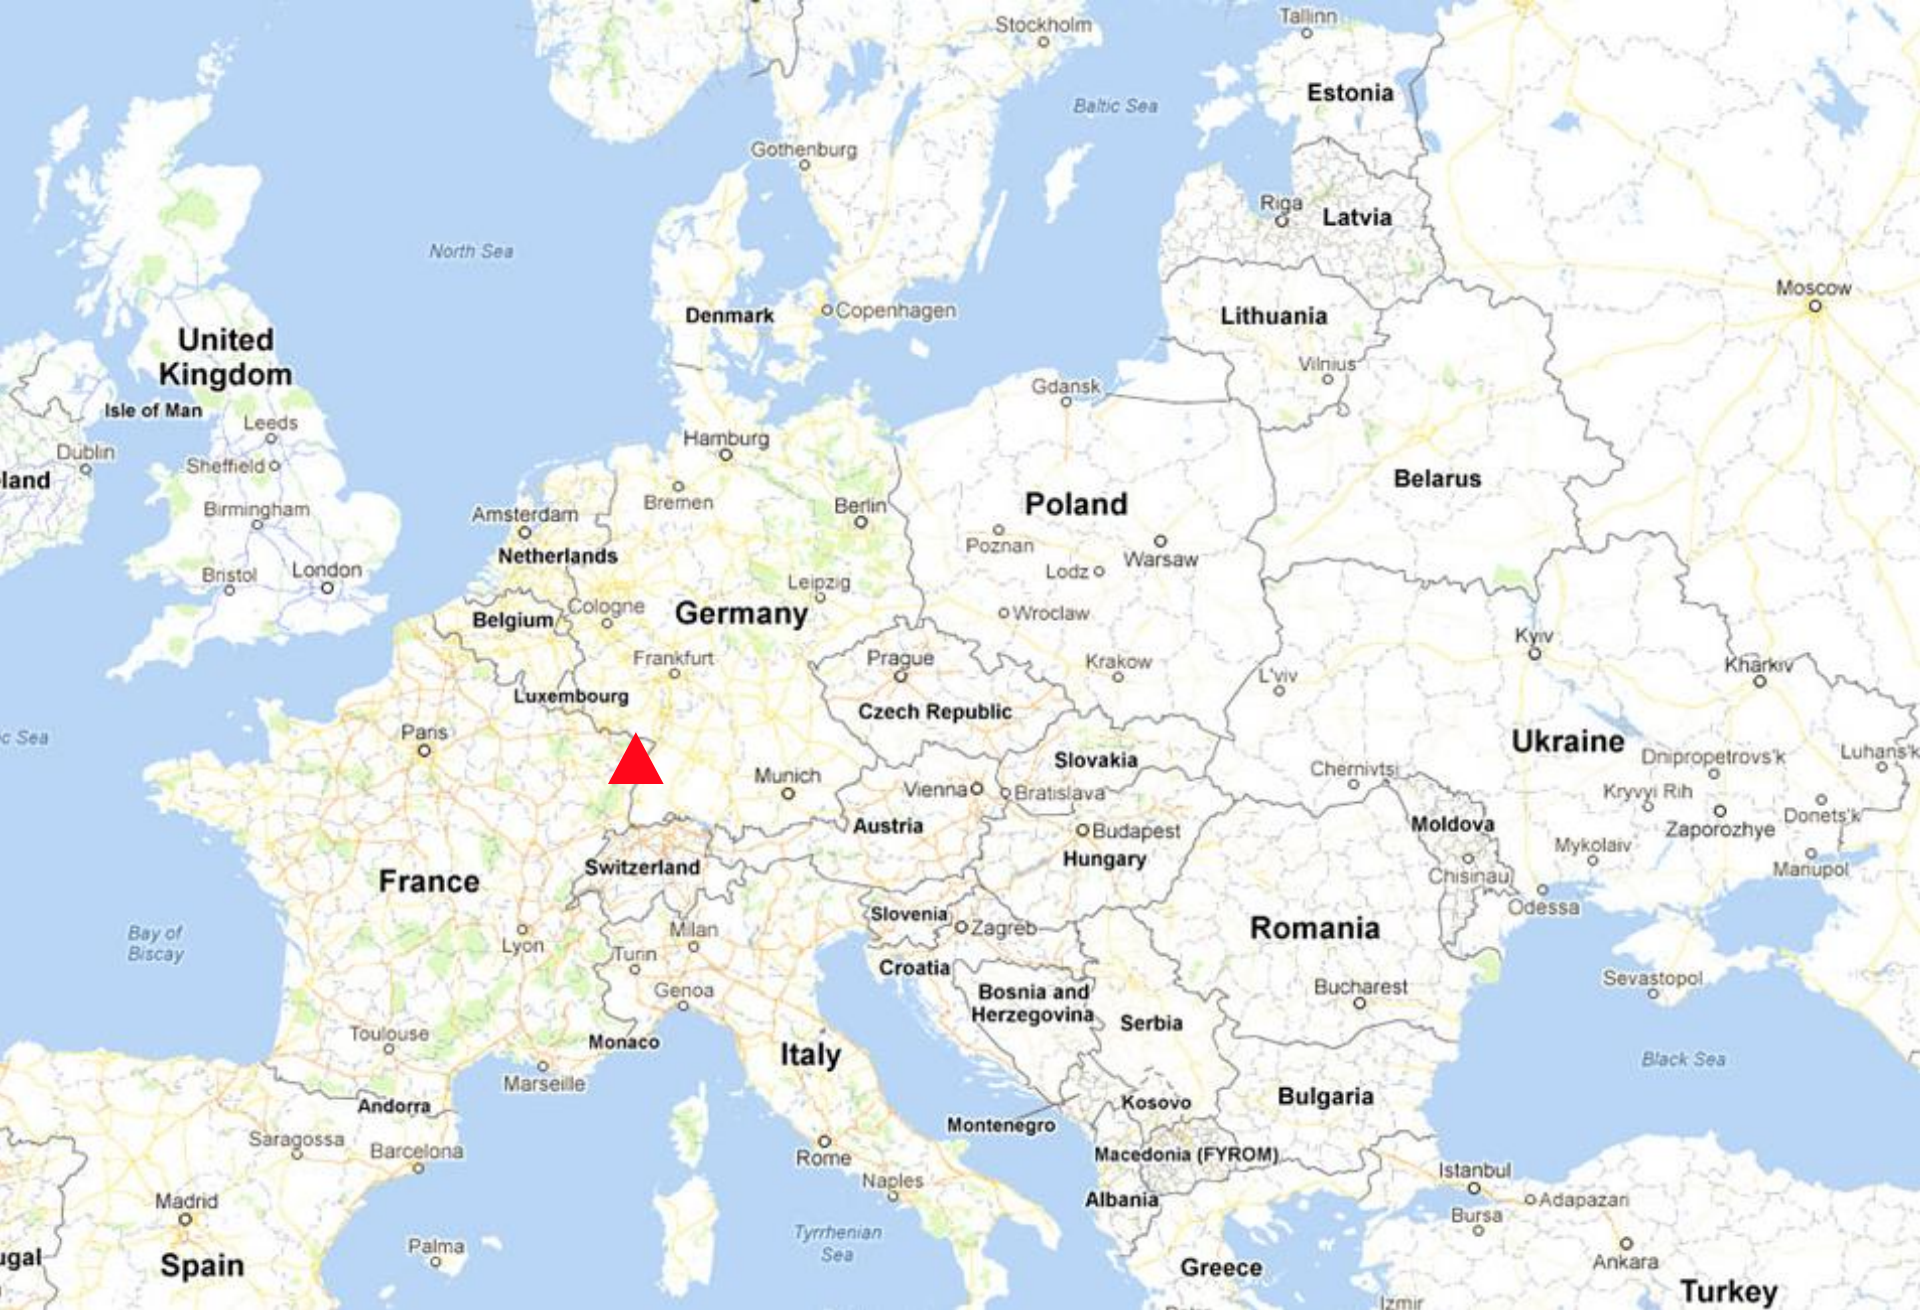 Tallinn
Stockholm
Estonia
Baltic Sea
Gothenburg
Riga
Latvia
North Sea
Moscow
Denmark
Copenhagen
Lithuania
United
Kingdom
Vilnius
Gdansk
Isle of Man
Leeds
Hamburg
Dublin
Sheffield
land
Belarus
Birmingham
Bremen
Berlin
Poland
Amsterdam
Netherlands
Poznan
Warsaw
Bristol
London
Lodz
Leipzig
Cologne
Germany
Wroclaw
Belgium
Kyiv
Frankfurt
Prague
Krakow
Kharkiv
L'viv
Luxembourg
Czech Republic
Paris
c Sea
Ukraine
Luhans'k
Dnipropetrovs'k
Slovakia
Chernivtsi
Munich
Vienna
Bratislava
Kryvyi Rih
Donets'k
Austria
Moldova
Zaporozhye
Budapest
Mykolaiv
Hungary
Switzerland
Mariupol
Chisinau
France
Odessa
Slovenia
Zagreb
Romania
Milan
Bay of
Biscay
Lyon
Turin
Croatia
Sevastopol
Genoa
Bosnia and
Herzegovina
Bucharest
Serbia
Toulouse
Monaco
Italy
Black Sea
Marseille
Bulgaria
Andorra
Kosovo
Montenegro
Saragossa
Barcelona
Rome
Macedonia (FYROM)
Istanbul
Naples
Madrid
Albania
Adapazari
Bursa
Tyrrhenian
Sea
Palma
ugal
Spain
Greece
Ankara
Turkey
Izmir